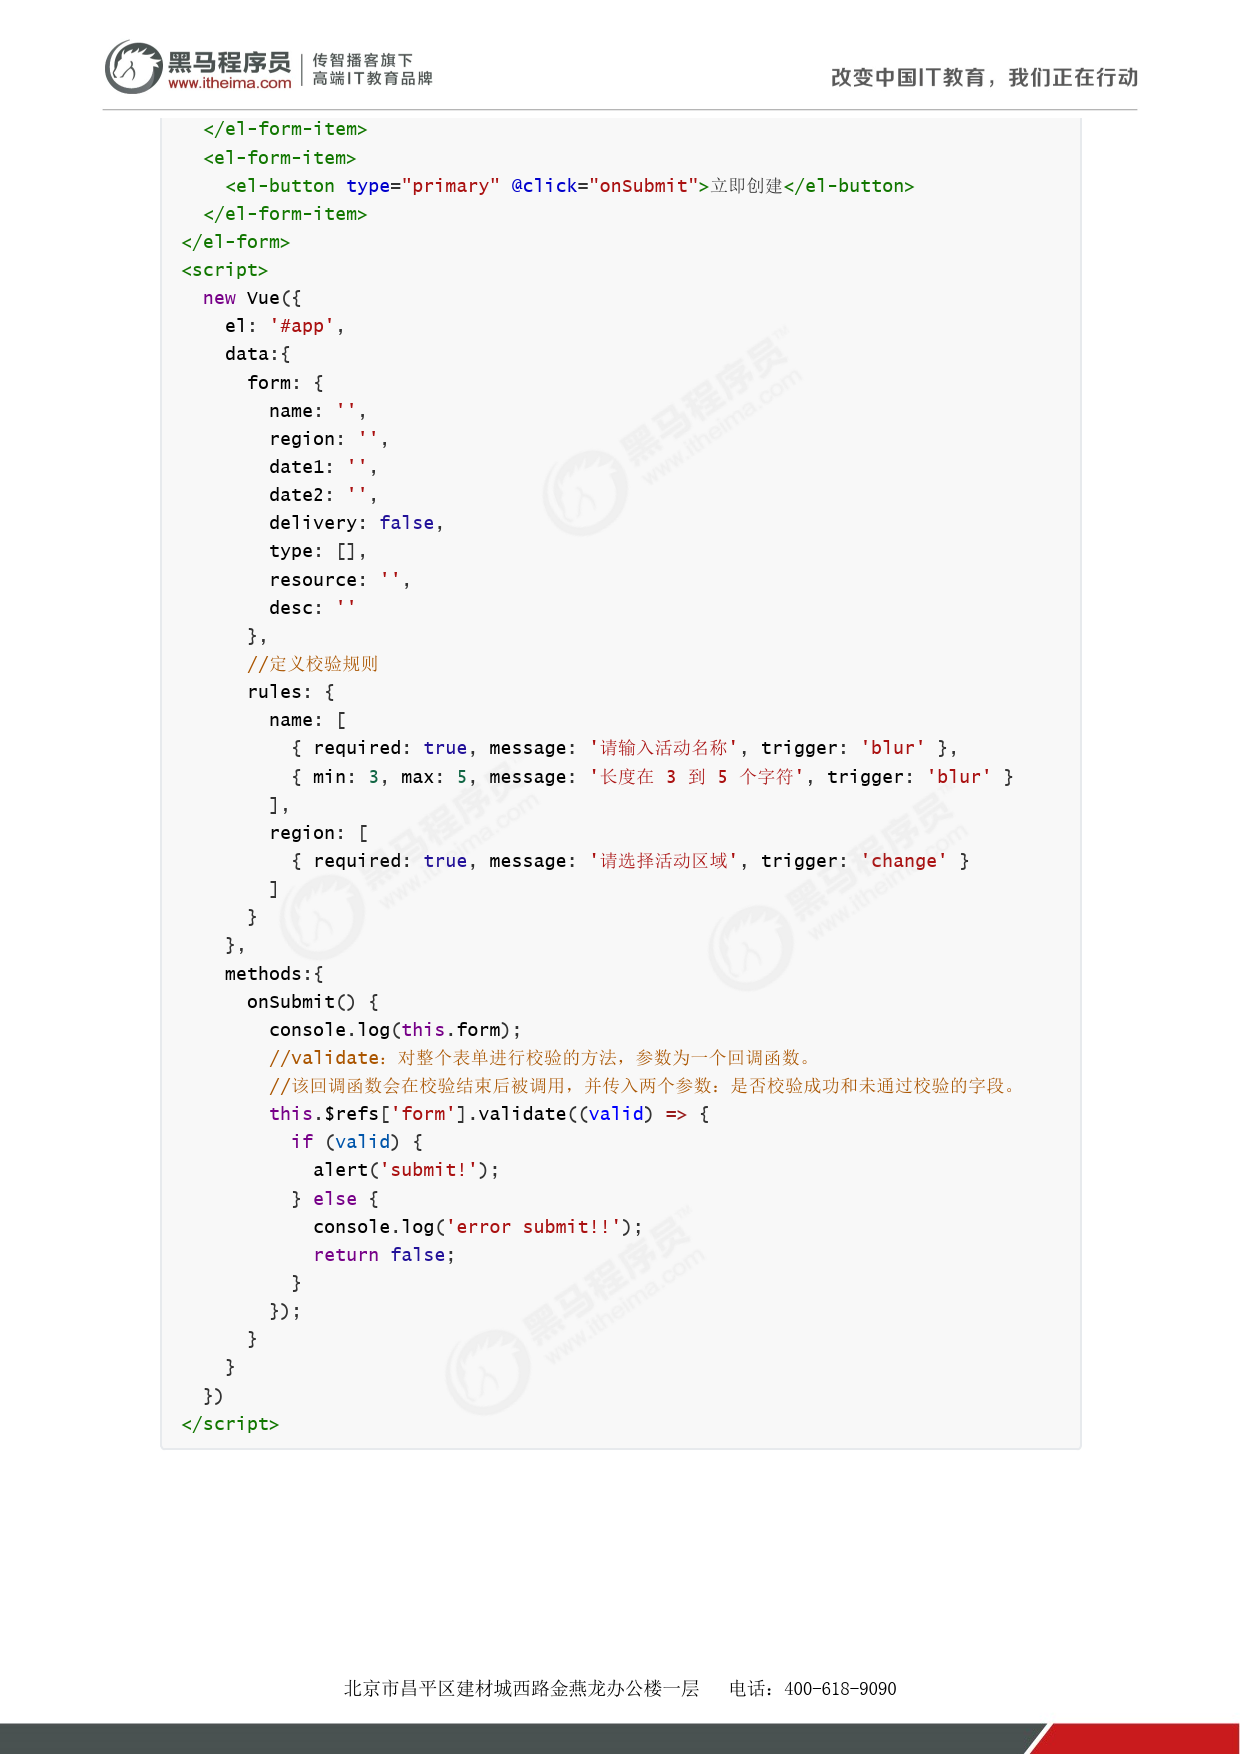 黑马程序员
www.itheima.com
传智播客旗下
高端IT教育品牌
改变中国IT教育，我们正在行动
  </el-form-item>
  <el-form-item>
    <el-button type="primary" @click="onSubmit">立即创建</el-button>
  </el-form-item>
</el-form>
<script>
  new Vue({
    el: '#app',
    data:{
      form: {
        name: '',
        region: '',
        date1: '',
        date2: '',
        delivery: false,
        type: [],
        resource: '',
        desc: ''
      },
      //定义校验规则
      rules: {
        name: [
          { required: true, message: '请输入活动名称', trigger: 'blur' },
          { min: 3, max: 5, message: '长度在 3 到 5 个字符', trigger: 'blur' }
        ],
        region: [
          { required: true, message: '请选择活动区域', trigger: 'change' }
        ]
      }
    },
    methods:{
      onSubmit() {
        console.log(this.form);
        //validate：对整个表单进行校验的方法，参数为一个回调函数。
        //该回调函数会在校验结束后被调用，并传入两个参数：是否校验成功和未通过校验的字段。
        this.$refs['form'].validate((valid) => {
          if (valid) {
            alert('submit!');
          } else {
            console.log('error submit!!');
            return false;
          }
        });
      }
    }
  })
</script>
北京市昌平区建材城西路金燕龙办公楼一层 电话：400-618-9090